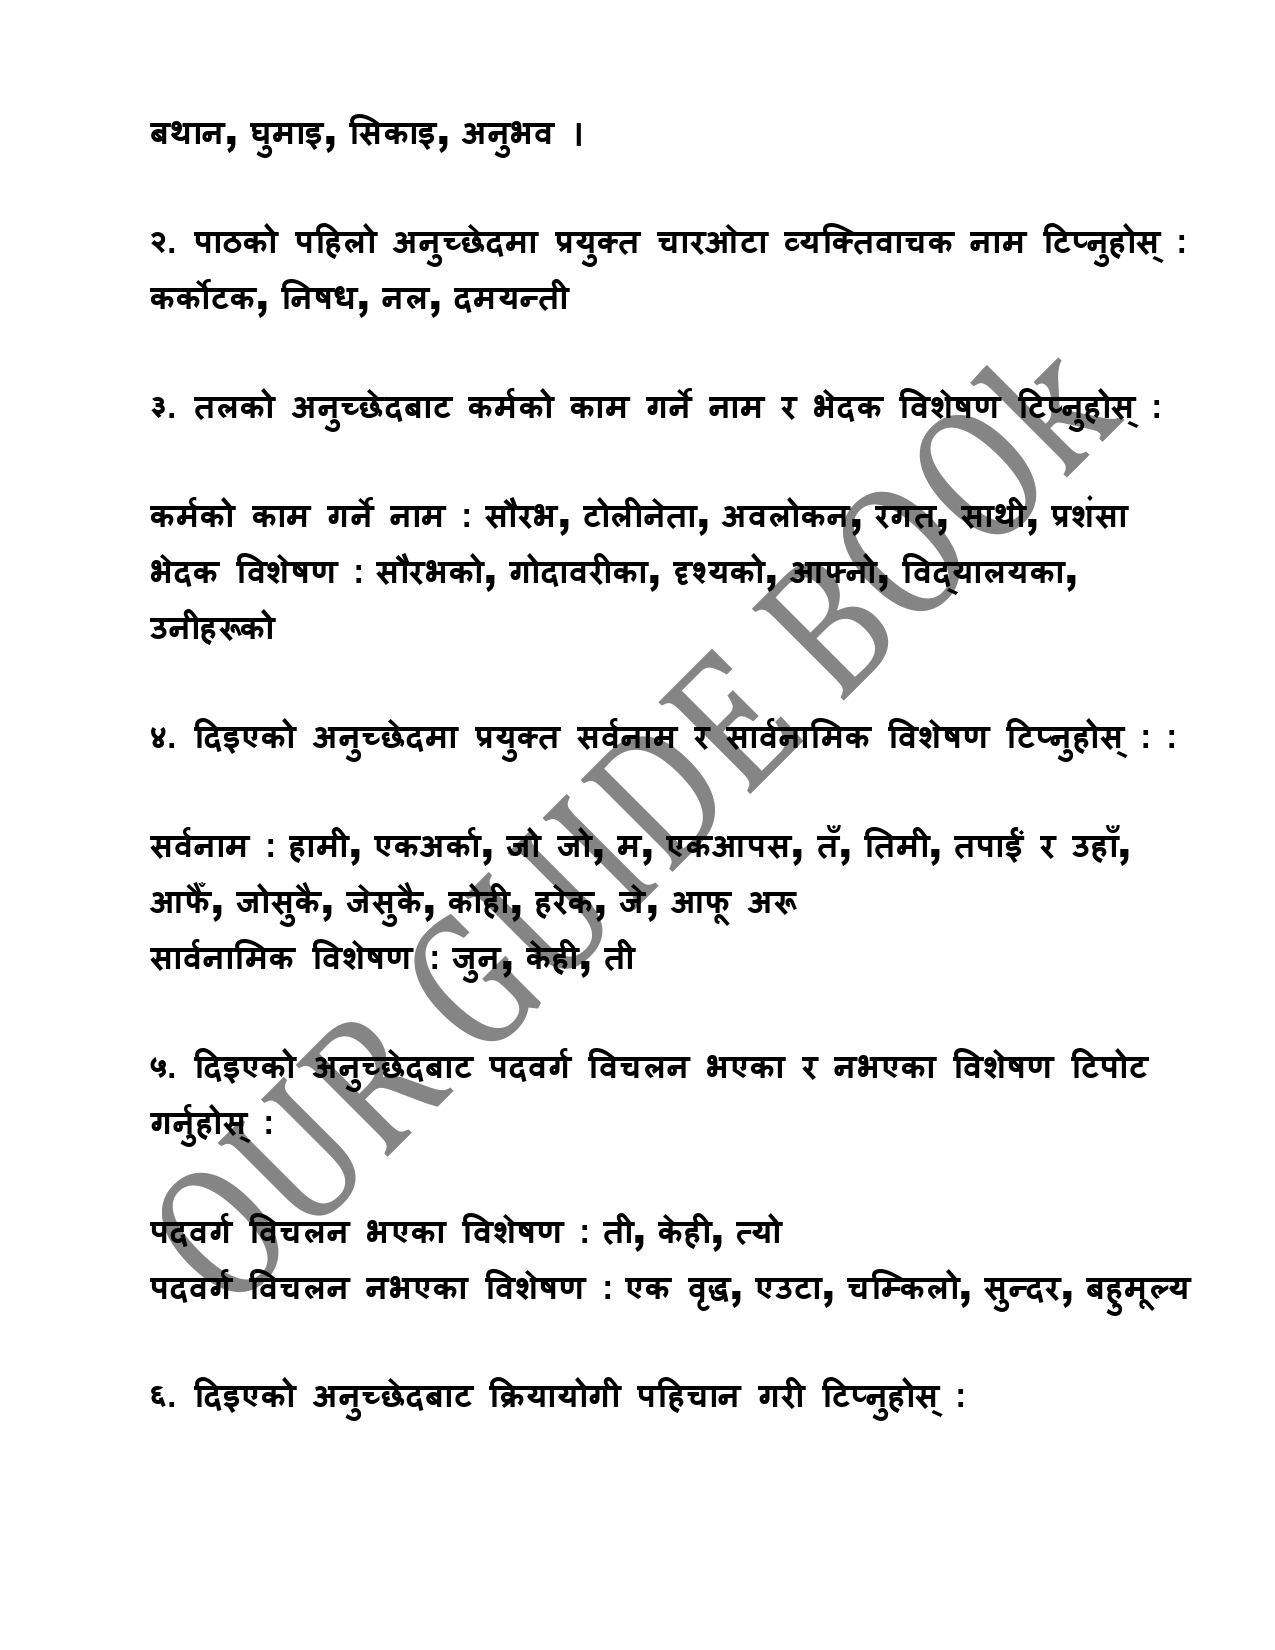 बथान, घुमाइ, सिकाइ, अनुभव ।
२. पाठको पहिलो अनुच्छेदमा प्रयुक्त चारओटा व्यक्तिवाचक नाम टिप्नुहोस् :
कर्कोटक, निषध, नल, दमयन्ती
३. तलको अनुच्छेदबाट कर्मको काम गर्ने नाम र भेदक विशेषण टिप्नुहोस् :
कर्मको काम गर्ने नाम : सौरभ, टोलीनेता, अवलोकन, रगत, साथी, प्रशंसा
भेदक विशेषण : सौरभको, गोदावरीका, दृश्यको, आफ्नो, विद्‌यालयका,
उनीहरूको
४. दिइएको अनुच्छेदमा प्रयुक्त सर्वनाम र सार्वनामिक विशेषण टिप्नुहोस् : :
सर्वनाम : हामी, एकअर्का, जो जो, म, एकआपस, तँ, तिमी, तपाईं र उहाँ,
आफैँ, जोसुकै, जेसुकै, कोही, हरेक, जे, आफू अरू
सार्वनामिक विशेषण : जुन, केही, ती
५. दिइएको अनुच्छेदबाट पदवर्ग विचलन भएका र नभएका विशेषण टिपोट
गर्नुहोस् :
पदवर्ग विचलन भएका विशेषण : ती, केही, त्यो
पदवर्ग विचलन नभएका विशेषण : एक वृद्ध, एउटा, चम्किलो, सुन्दर, बहुमूल्य
६. दिइएको अनुच्छेदबाट क्रियायोगी पहिचान गरी टिप्नुहोस् :
OUR GUIDE BOOk